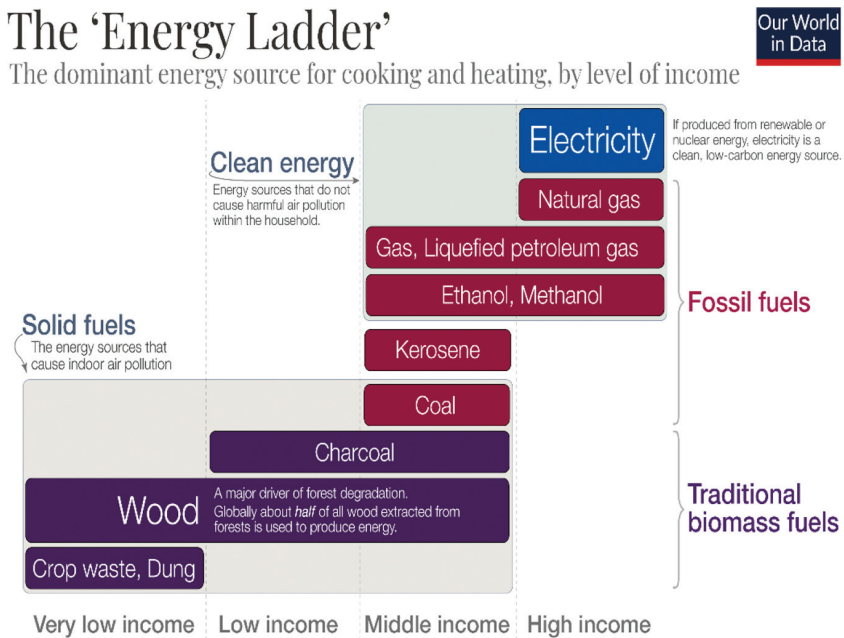 The ‘Energy Ladder’
The dominant energy source for cooking and heating, by level of income
Our World
in Data
Electricity
If produced from renewable or
nuclear energy, electricity is a
clean, low-carbon energy source.
Clean energy
Energy sources that do not
cause harmful air pollution
within the household.
Natural gas
Gas, Liquefied petroleum gas
Ethanol, Methanol
Fossil fuels
Solid fuels
The energy sources that
cause indoor air pollution
Kerosene
Coal
Charcoal
Wood
A major driver of forest degradation.
Globally about half of all wood extracted from
forests is used to produce energy.
Traditional
biomass fuels
Crop waste, Dung
Very low income
Low income
Middle income
High income